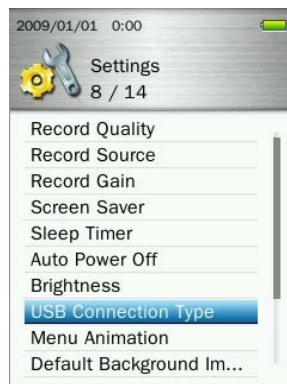 2009/01/01 0:00
Settings
8 / 14
Record Quality
Record Source
Record Gain
Screen Saver
Sleep Timer
Auto Power Off
Brightness
USB Connection Type
Menu Animation
Default Background Im...